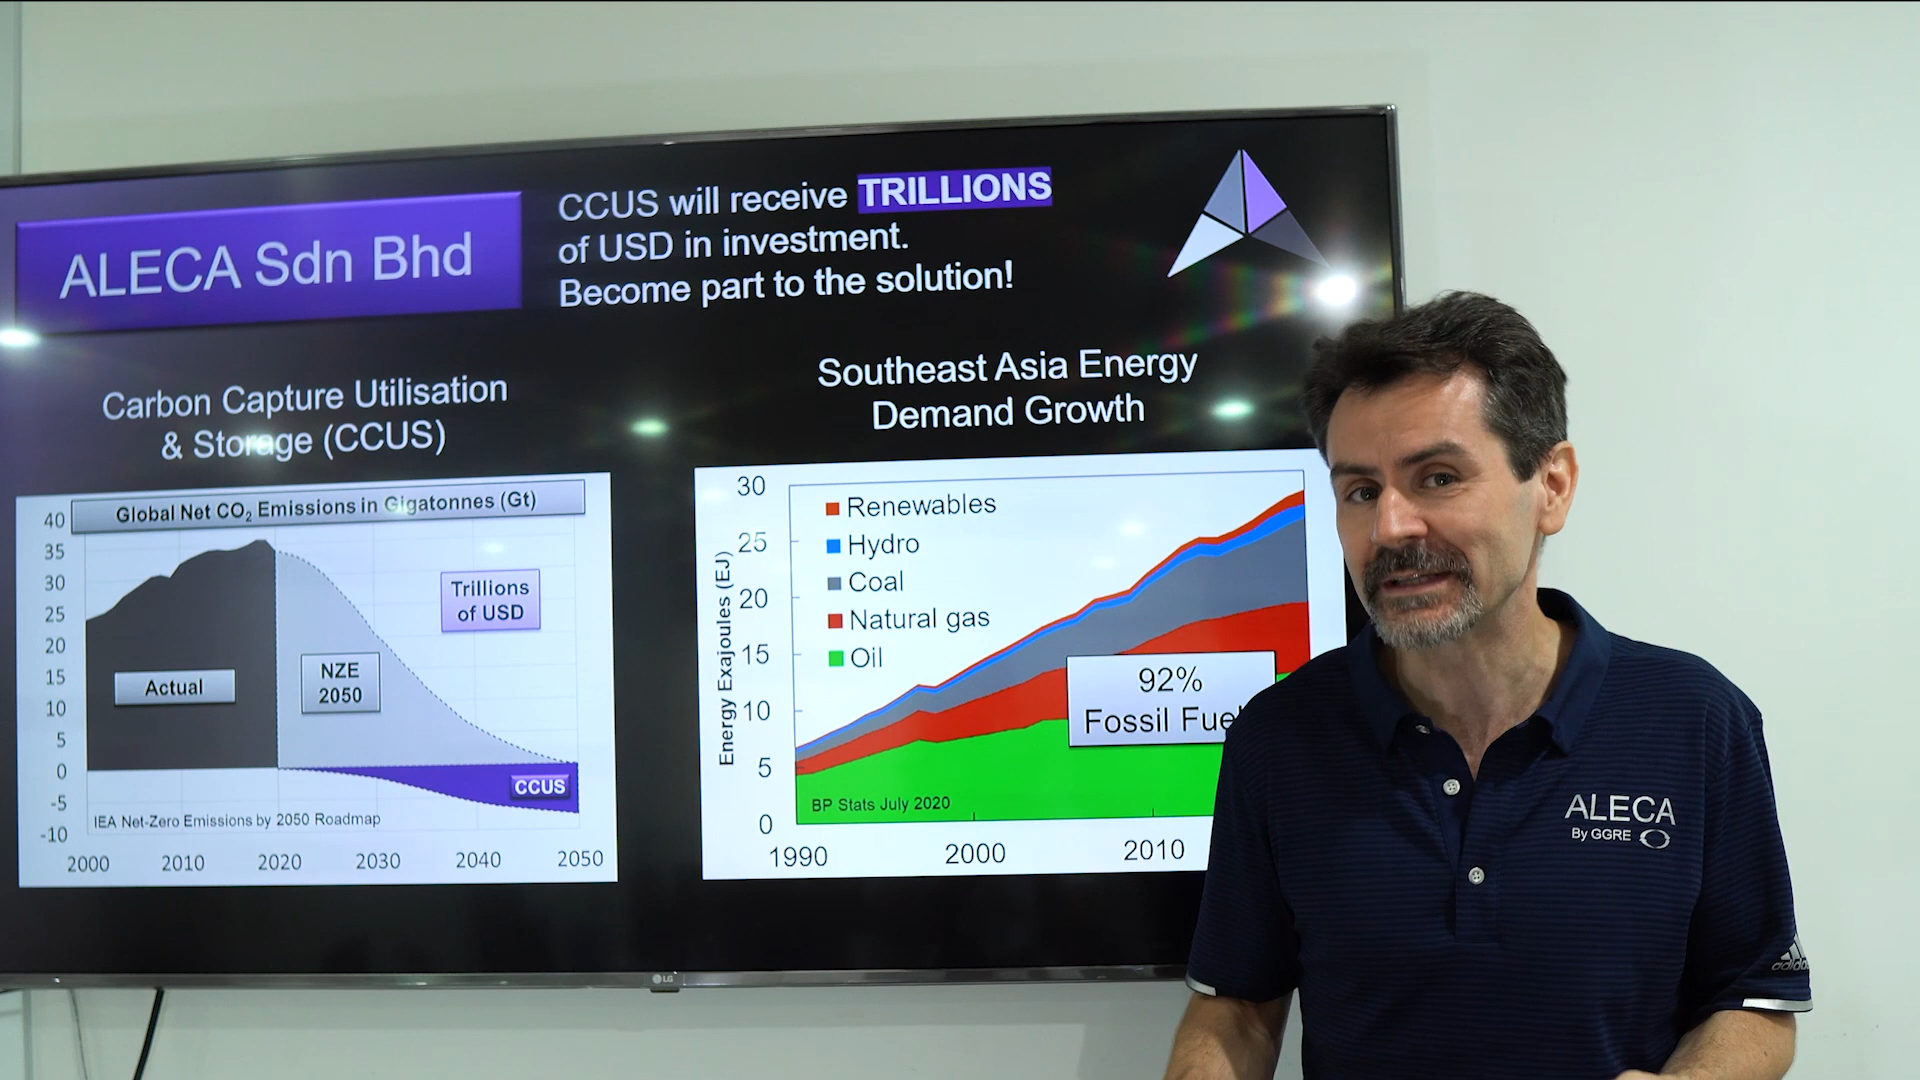 ALECA Sdn Bhd
CCUS will receive TRILLIONS
of USD in investment.
Become part to the solution!
Carbon Capture Utilisation
& Storage (CCUS)
Global Net CO₂ Emissions in Gigatonnes (Gt)
40
35
30
25
20
15
10
5
0
-5
-10
Trillions
of USD
NZE
2050
Actual
CCUS
IEA Net-Zero Emissions by 2050 Roadmap
2000 2010 2020 2030 2040 2050
Southeast Asia Energy
Demand Growth
Energy Exajoules (EJ)
30
25
20
15
10
5
0
Renewables
Hydro
Coal
Natural gas
Oil
92%
Fossil Fue
BP Stats July 2020
1990 2000 2010
LG
ALECA
By GGRE
adidas